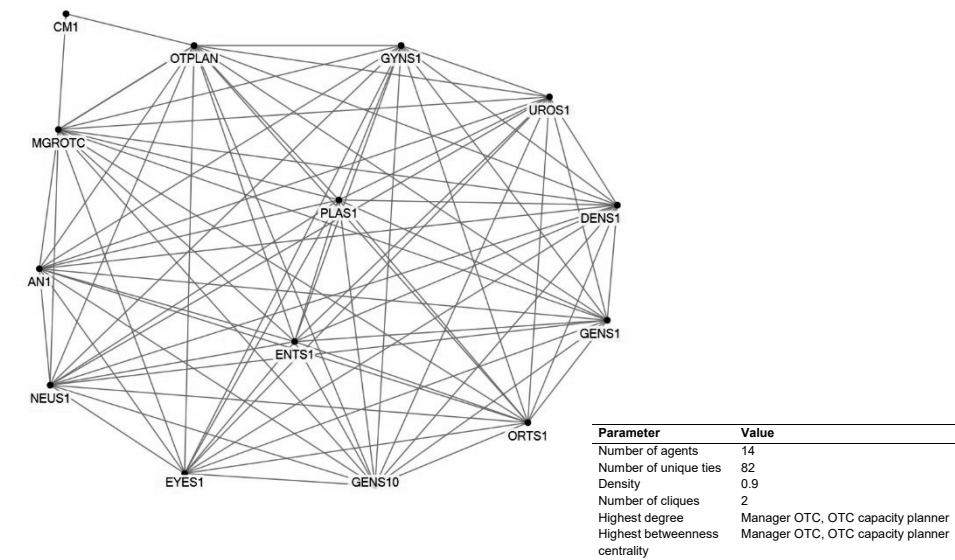 CM1
OTPLAN
GYNS1
UROS1
MGROTC
PLAS1
DENS1
AN1
GENS1
ENTS1
NEUS1
ORTS1
EYES1
GENS10
Parameter Value
Number of agents 14
Number of unique ties 82
Density 0.9
Number of cliques 2
Highest degree Manager OTC, OTC capacity planner
Highest betweenness Manager OTC, OTC capacity planner
centrality